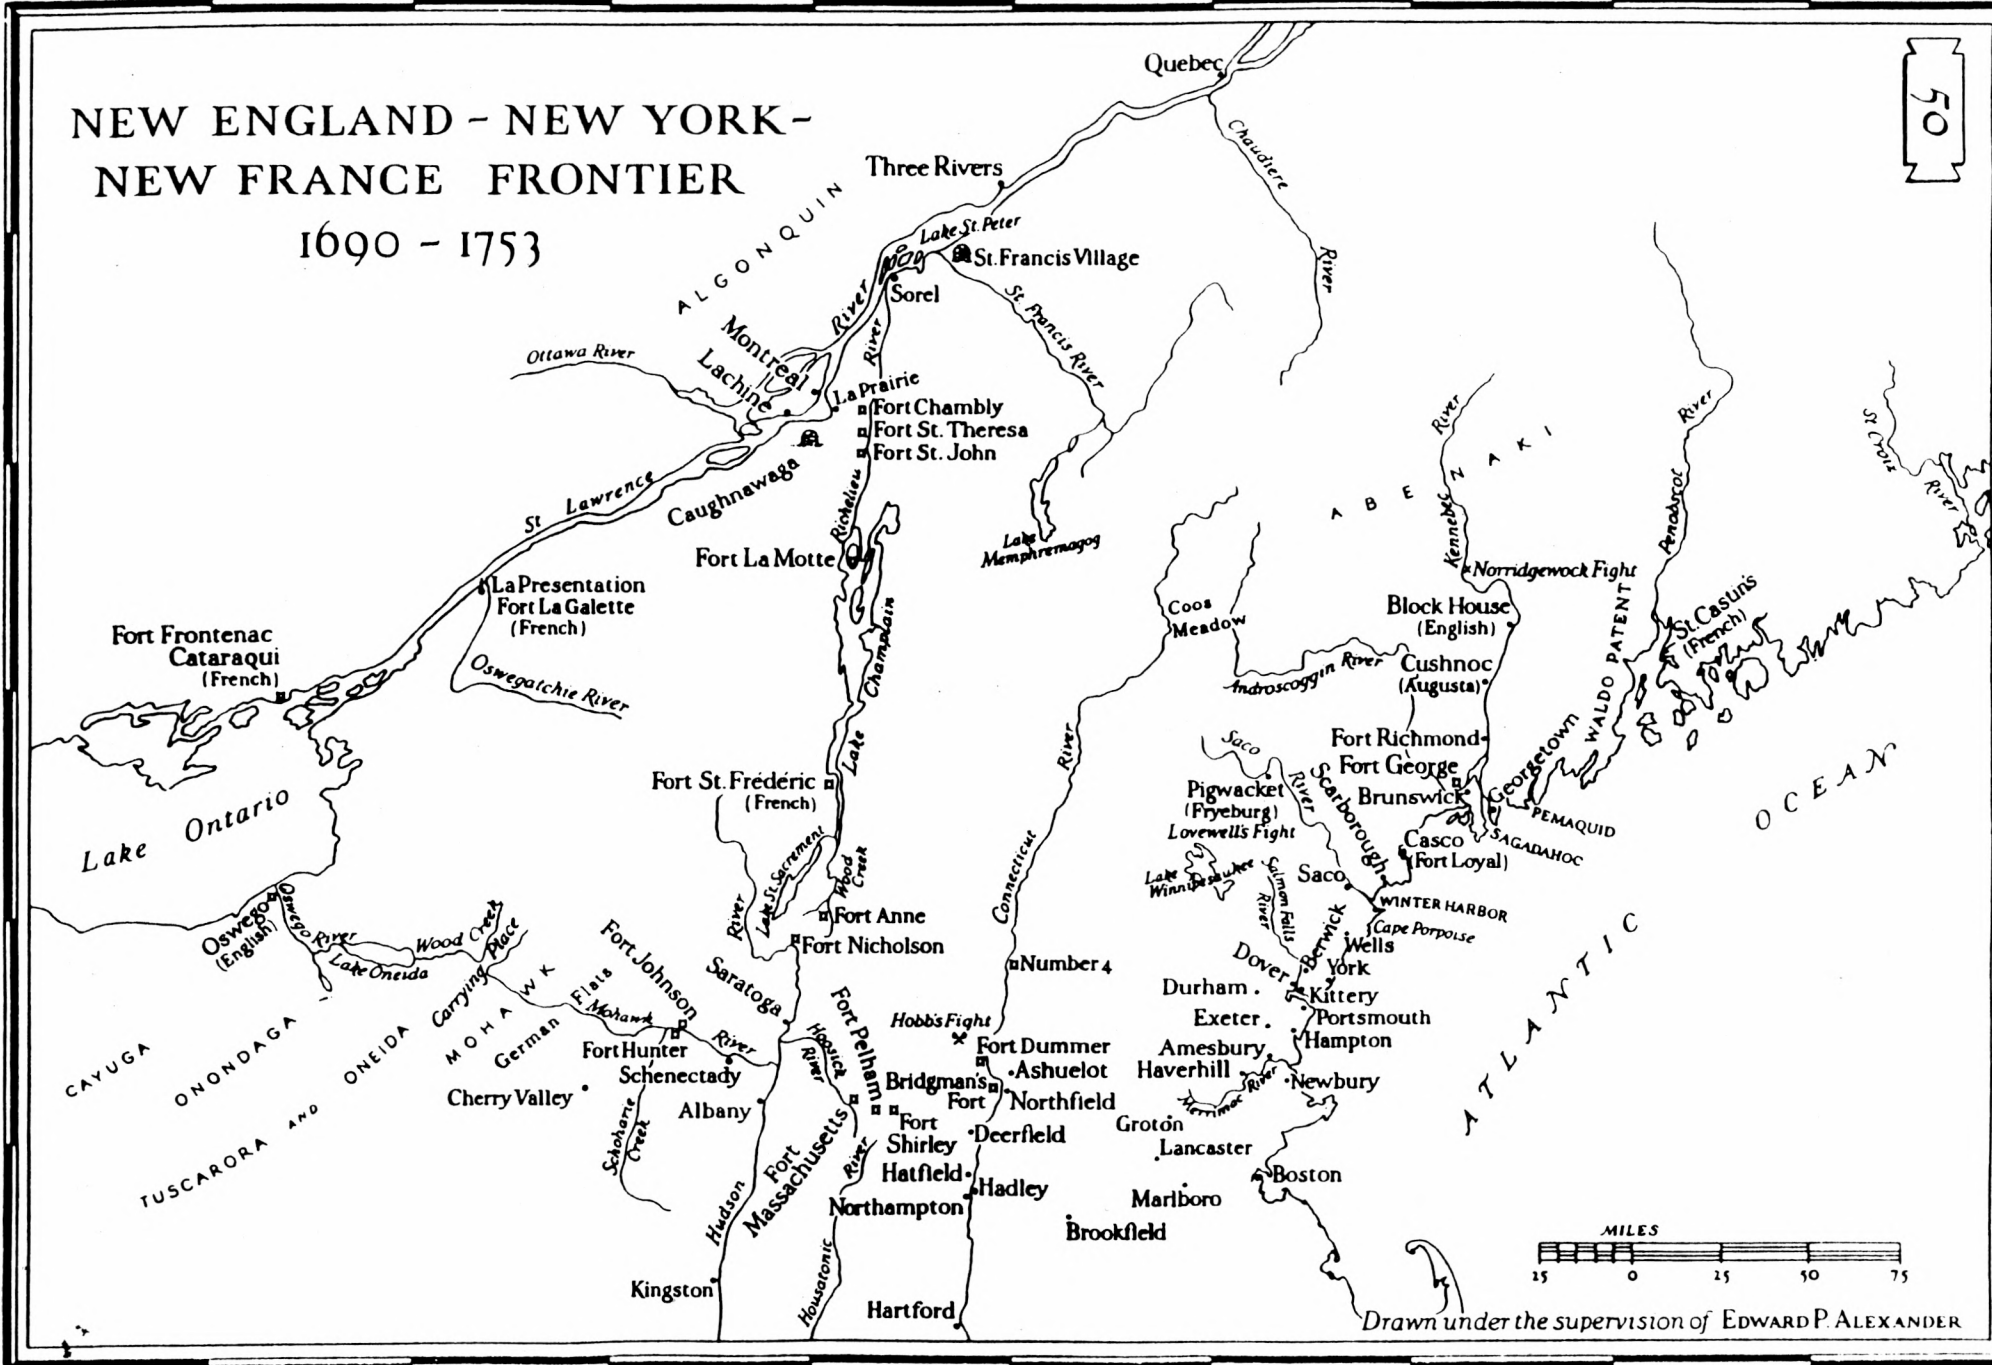 NEW ENGLAND - NEW YORK -
NEW FRANCE FRONTIER
1690 - 1753
50
Quebec
Chaudiere
River
Three Rivers
ALGONQUIN
Lake St. Peter
St. Francis Village
Sorel
St. Francis River
River
River
Montreal
Lachine
Ottawa River
La Prairie
Fort Chambly
Fort St. Theresa
Fort St. John
Caughnawaga
St Lawrence
Richelieu
Fort La Motte
Lake
Memphremagog
ABENAKI
River
Kennebec
River
Penobscot
St Croix
River
Norridgewock Fight
Block House
(English)
Coos
Meadow
WALDO PATENT
St. Castin's
(French)
La Presentation
Fort La Galette
(French)
Oswegatchie River
Fort Frontenac
Cataraqui
(French)
Lake Champlain
Androscoggin River
Cushnoc
(Augusta)
Fort Richmond
Fort George
Brunswick
Georgetown
PEMAQUID
SAGADAHOC
Saco
River
Scarborough
Pigwacket
(Fryeburg)
Lovewell's Fight
Casco
(Fort Loyal)
Lake
Winnipesaukee
Salmon Falls
River
Saco
WINTER HARBOR
Cape Porpoise
Wells
Berwick
York
Dover
Kittery
Durham
Portsmouth
Exeter
Hampton
Amesbury
Haverhill
Newbury
Merrimac River
Groton
Lancaster
Boston
Marlboro
Brookfield
ATLANTIC
OCEAN
Fort St. Frédéric
(French)
Lake Ontario
Lake St. Sacrement
Wood
Creek
River
Fort Anne
Fort Nicholson
Connecticut
River
Number 4
Oswego
(English)
Oswego
River
Lake Oneida
Wood Creek
Carrying Place
Fort Johnson
Saratoga
German Flats
Mohawk
River
MOHAWK
Fort Hunter
Schenectady
Cherry Valley
Albany
Schoharie
Creek
Hoosick
River
Fort Pelham
Hobb's Fight
Fort Dummer
Ashuelot
Bridgman's
Fort
Northfield
Fort
Shirley
Deerfield
Hatfield
Hadley
Northampton
Fort
Massachusetts
River
Housatonic
Hudson
Kingston
Hartford
CAYUGA
ONONDAGA
TUSCARORA AND ONEIDA
MILES
25 0 25 50 75
Drawn under the supervision of EDWARD P. ALEXANDER